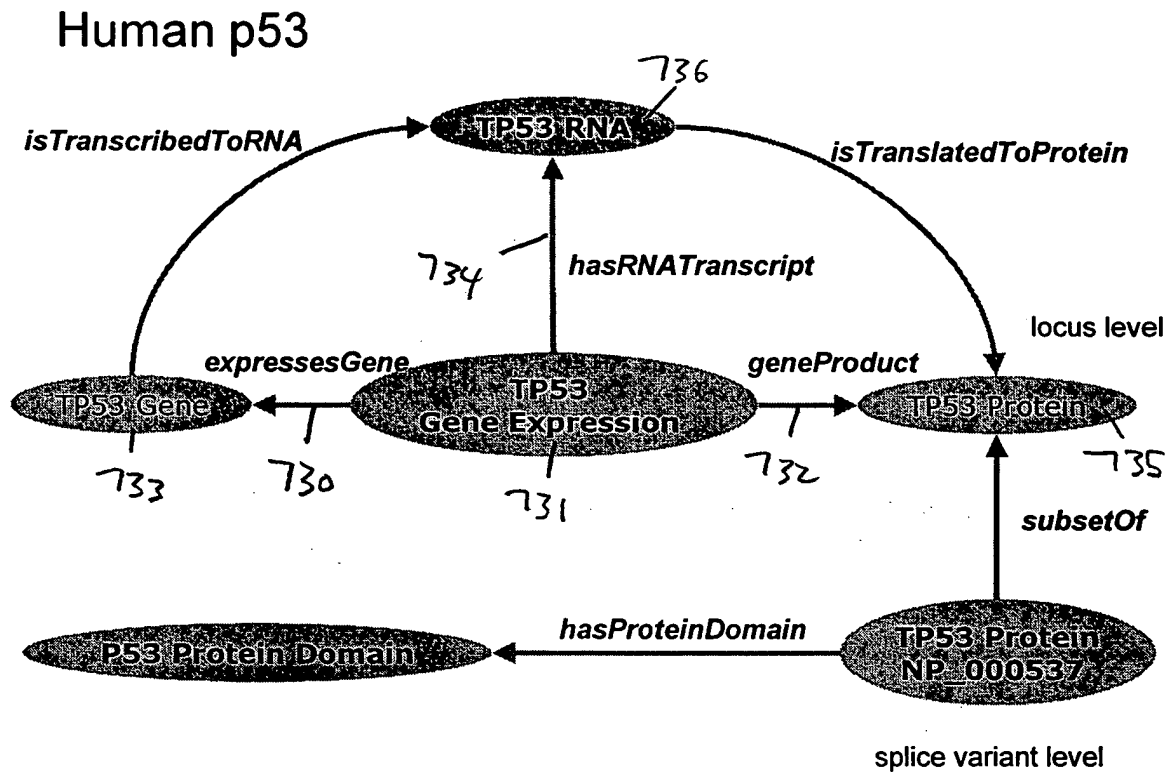 Human p53
736
TP53 RNA
isTranscribedToRNA
isTranslatedToProtein
734
hasRNATranscript
locus level
expressesGene
geneProduct
TP53 Gene
TP53
Gene Expression
TP53 Protein
733
730
731
732
735
subsetOf
hasProteinDomain
P53 Protein Domain
TP53 Protein
NP_000537
splice variant level